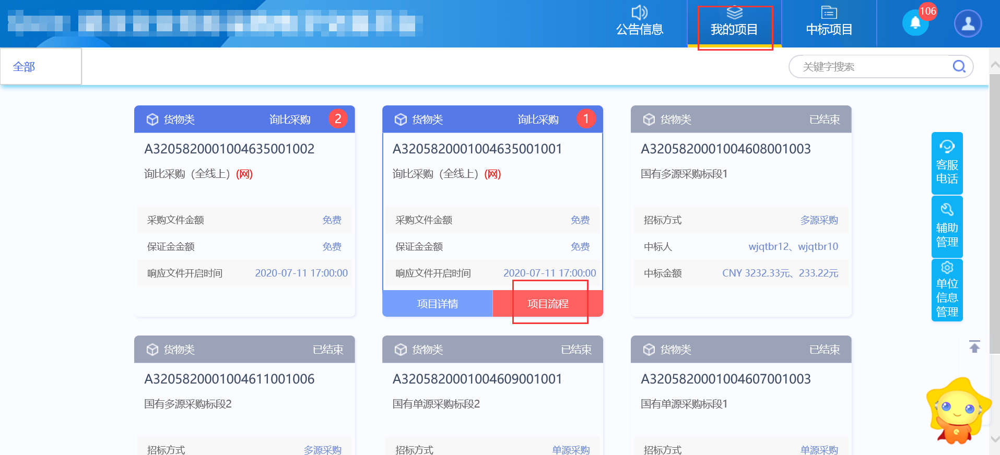 公告信息
我的项目
中标项目
106
全部
关键字搜索
货物类 询比采购 2
A3205820001004635001002
询比采购（全线上）(网)
采购文件金额 免费
保证金金额 免费
响应文件开启时间 2020-07-11 17:00:00
货物类 询比采购 1
A3205820001004635001001
询比采购（全线上）(网)
采购文件金额 免费
保证金金额 免费
响应文件开启时间 2020-07-11 17:00:00
项目详情 项目流程
货物类 已结束
A3205820001004608001003
国有多源采购标段1
招标方式 多源采购
中标人 wjqtbr12、wjqtbr10
中标金额 CNY 3232.33元、233.22元
货物类 已结束
A3205820001004611001006
国有多源采购标段2
招标方式 多源采购
货物类 已结束
A3205820001004609001001
国有单源采购标段2
招标方式 单源采购
货物类 已结束
A3205820001004607001003
国有单源采购标段1
招标方式 单源采购
客服
电话
辅助
管理
单位
信息
管理